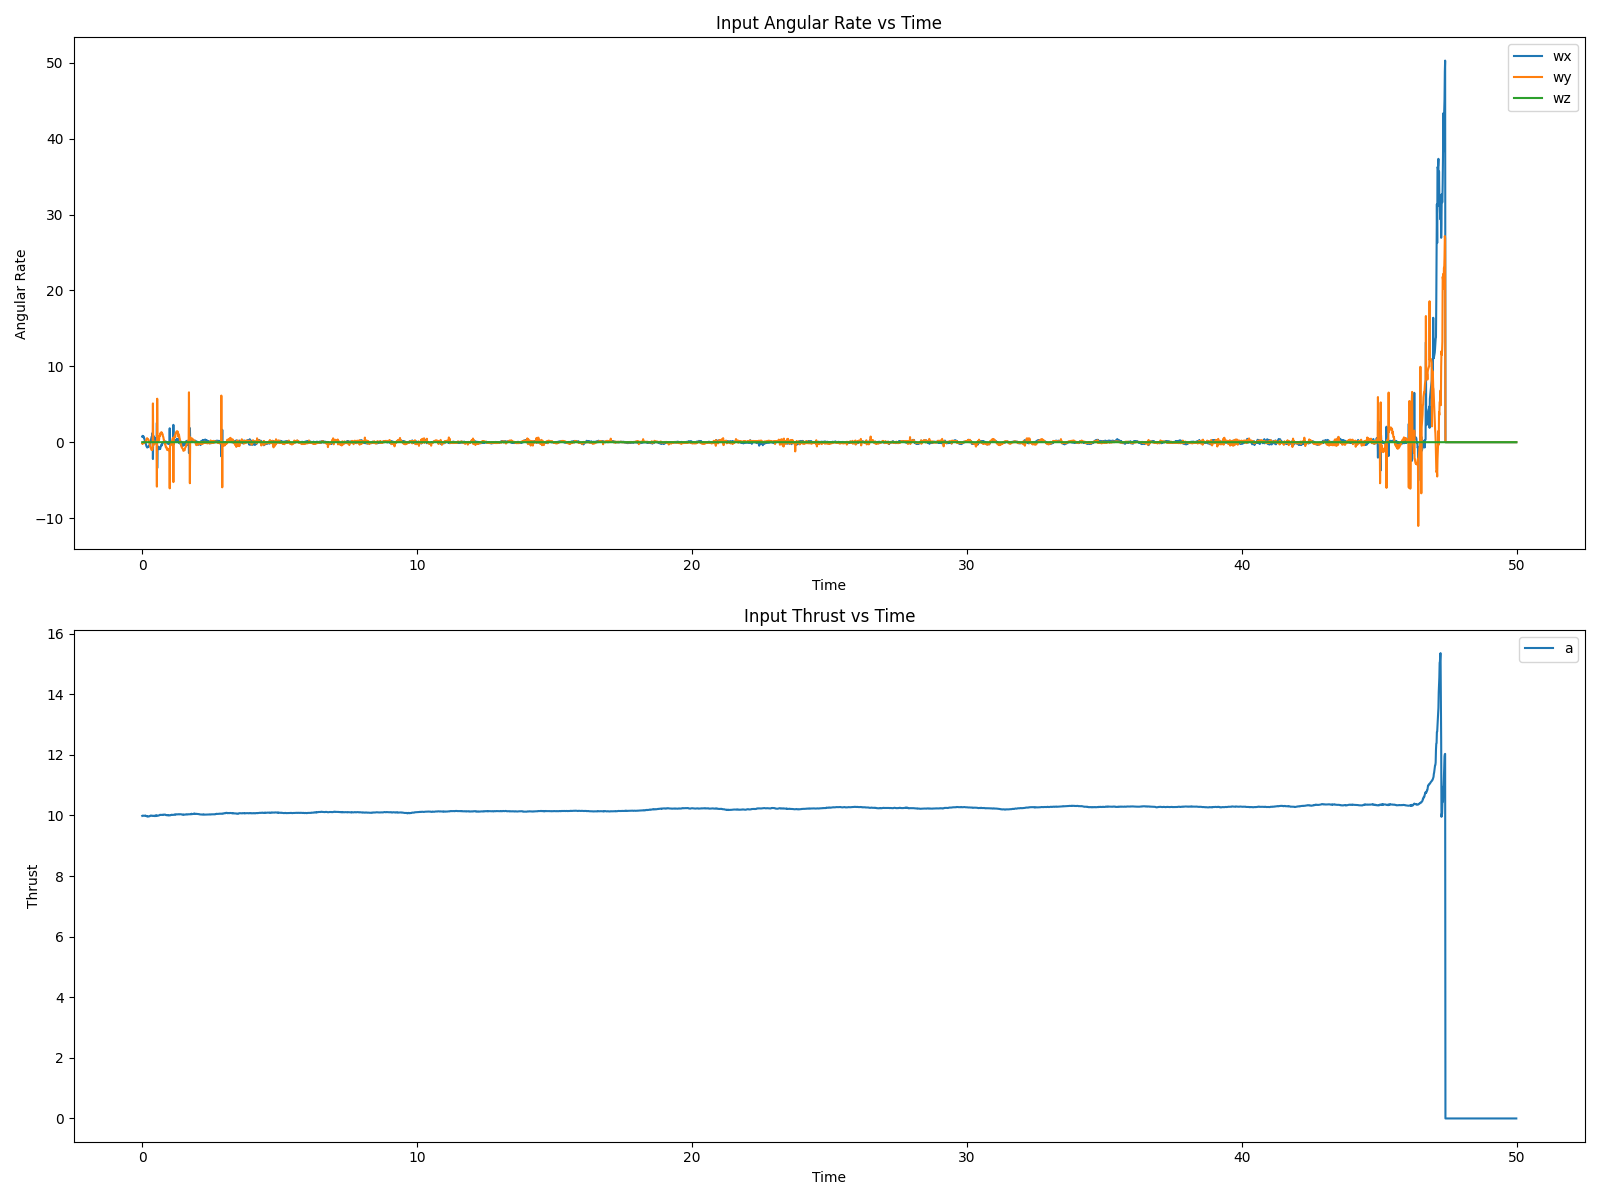 Input Angular Rate vs Time
Angular Rate
50
40
30
20
10
0
−10
wx
wy
wz
0 10 20 30 40 50
Time
Input Thrust vs Time
Thrust
16
14
12
10
8
6
4
2
0
a
0 10 20 30 40 50
Time